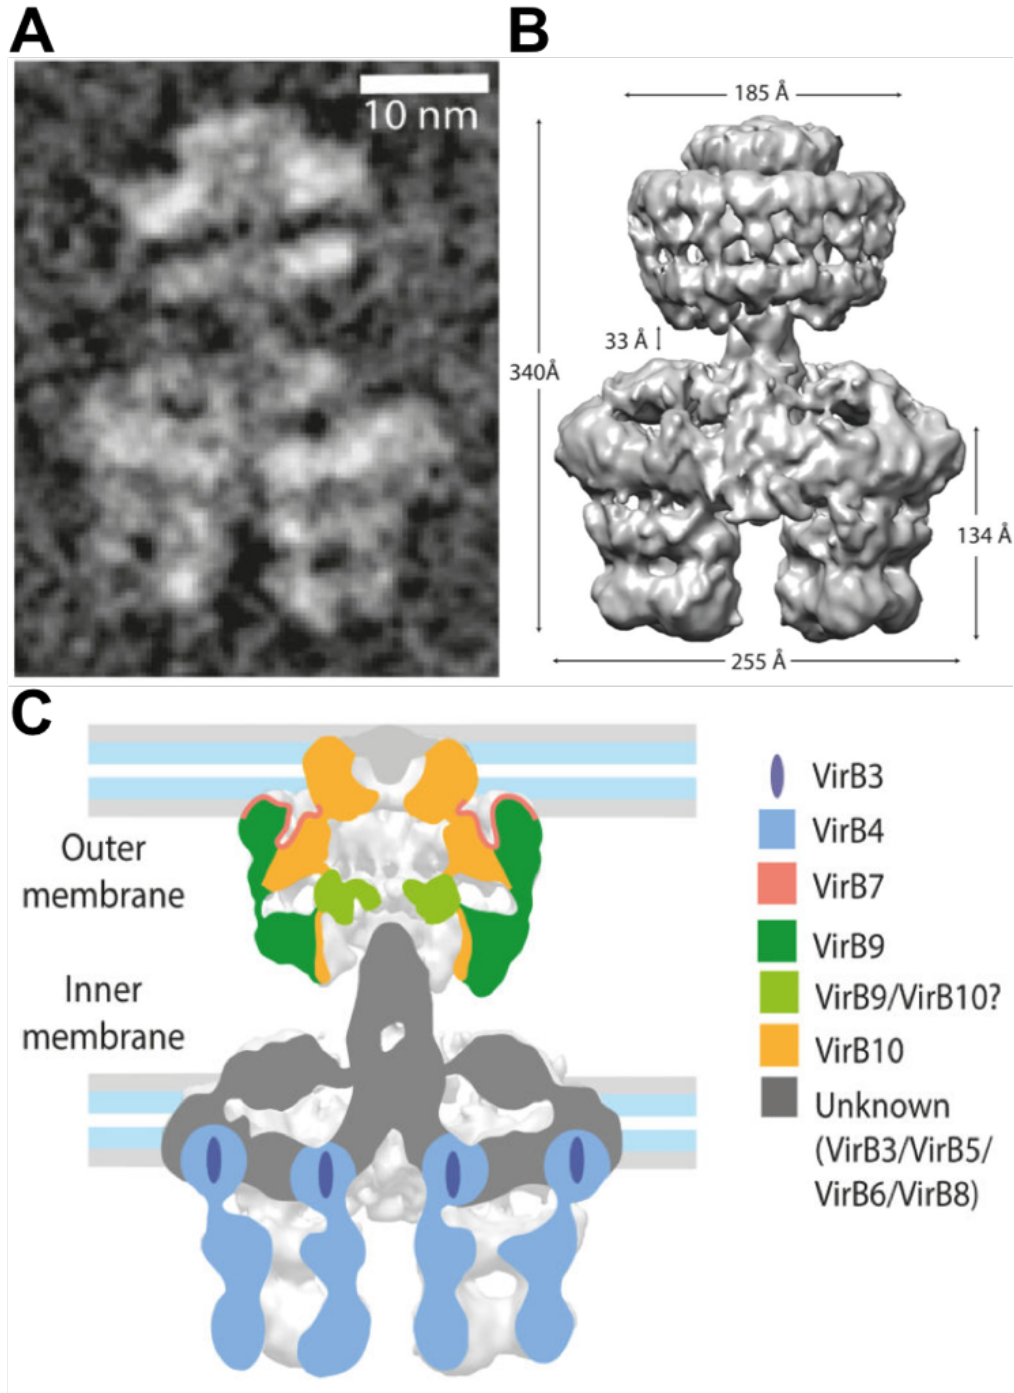 A
B
10 nm
185 Å
33 Å
340Å
134 Å
255 Å
C
Outer
membrane
Inner
membrane
VirB3
VirB4
VirB7
VirB9
VirB9/VirB10?
VirB10
Unknown
(VirB3/VirB5/
VirB6/VirB8)